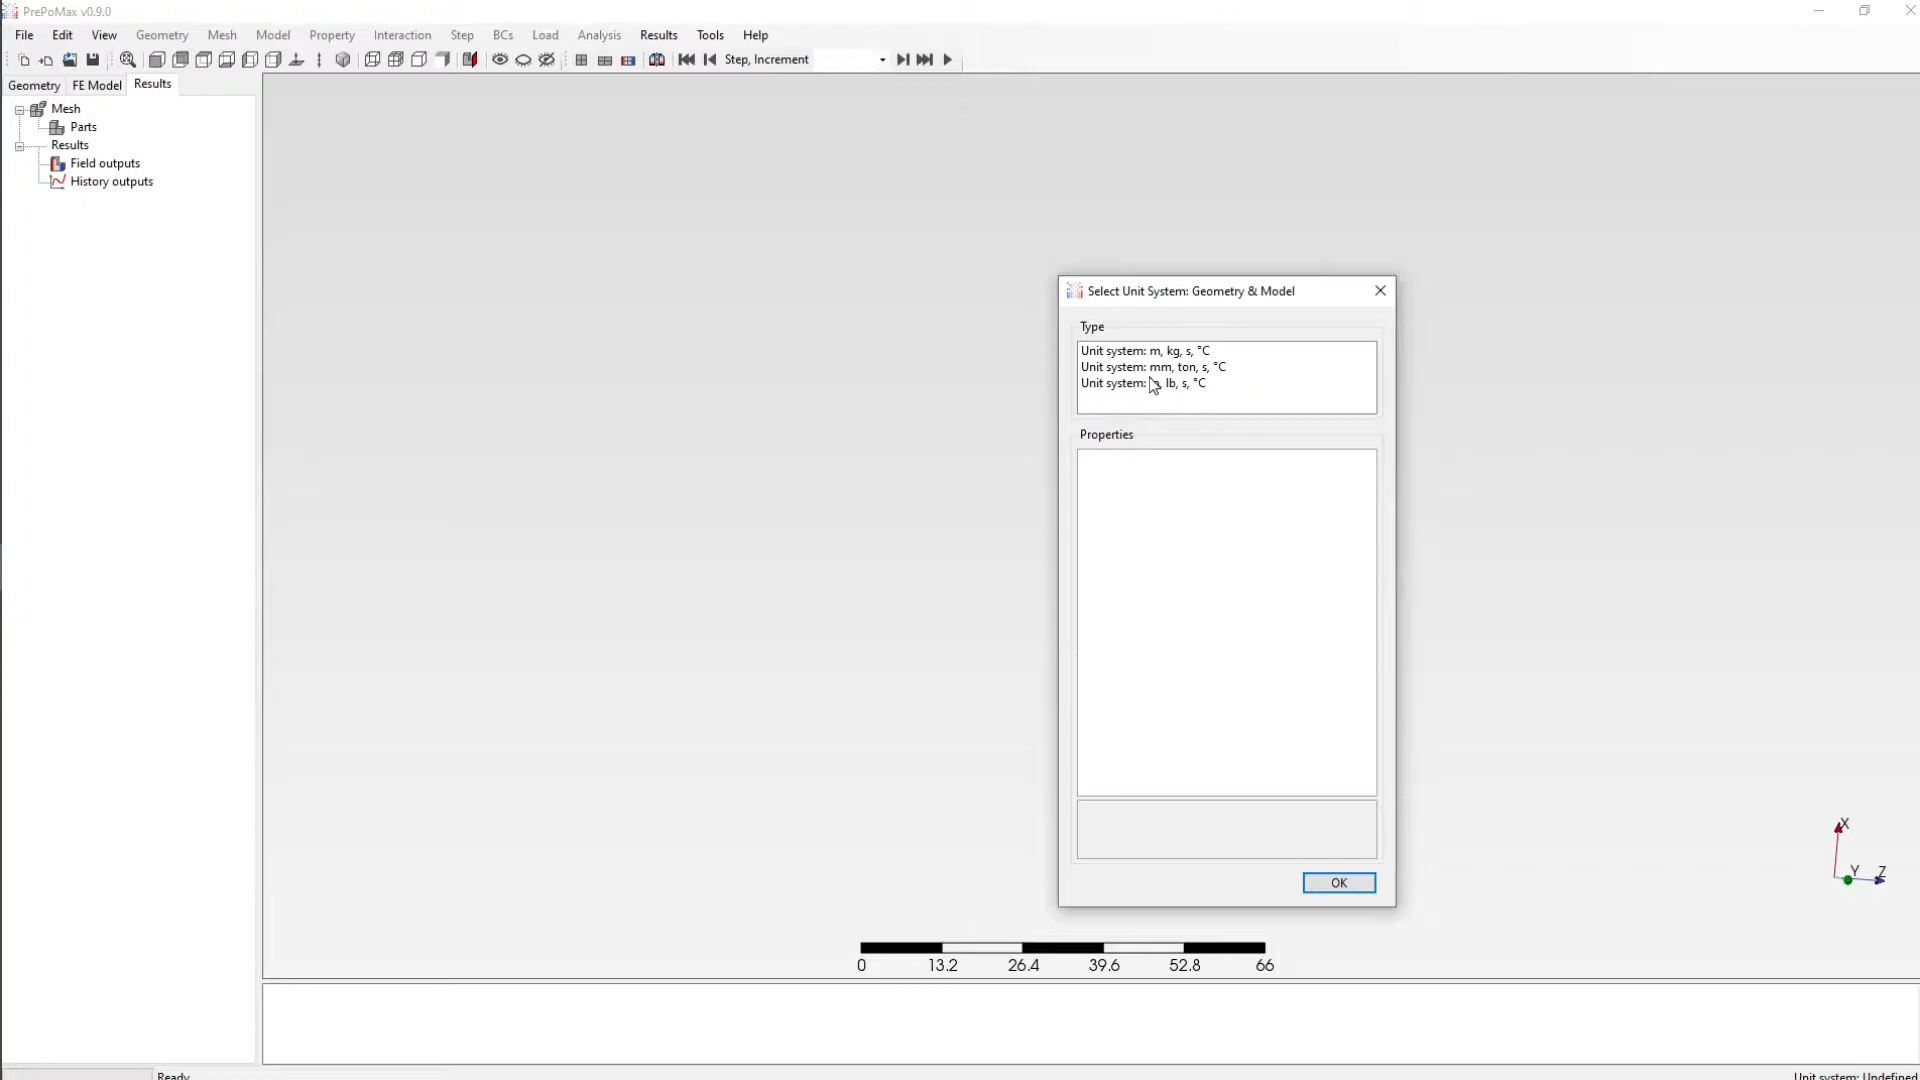 PrePoMax v0.9.0
File Edit View Geometry Mesh Model Property Interaction Step BCs Load Analysis Results Tools Help
Step, Increment
Geometry FE Model Results
Mesh
Parts
Results
Field outputs
History outputs
Select Unit System: Geometry & Model
Type
Unit system: m, kg, s, °C
Unit system: mm, ton, s, °C
Unit system: lb, s, °C
Properties
OK
X
Y
Z
0 13.2 26.4 39.6 52.8 66
Ready
Unit system: Undefined